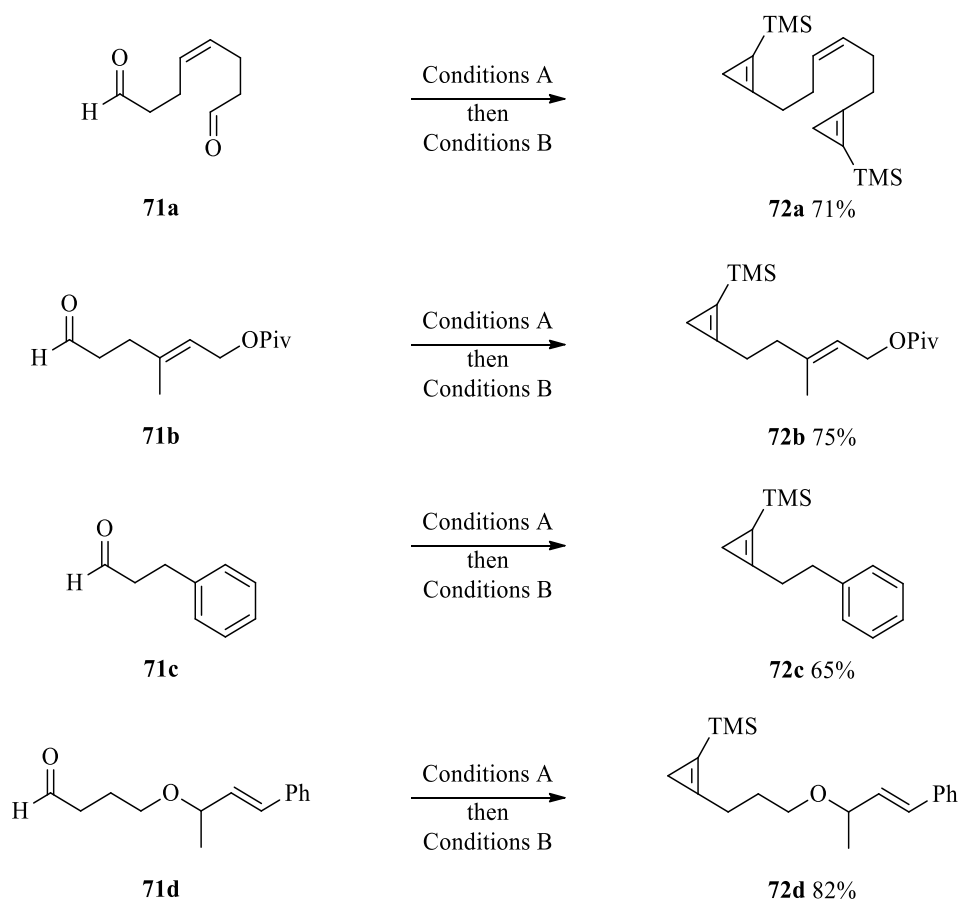 TMS
O
H
Conditions A
then
Conditions B
O
TMS
71a
72a 71%
TMS
O
H
OPiv
Conditions A
then
Conditions B
OPiv
71b
72b 75%
TMS
O
H
Conditions A
then
Conditions B
71c
72c 65%
TMS
O
H
O
Ph
Conditions A
then
Conditions B
O
Ph
71d
72d 82%